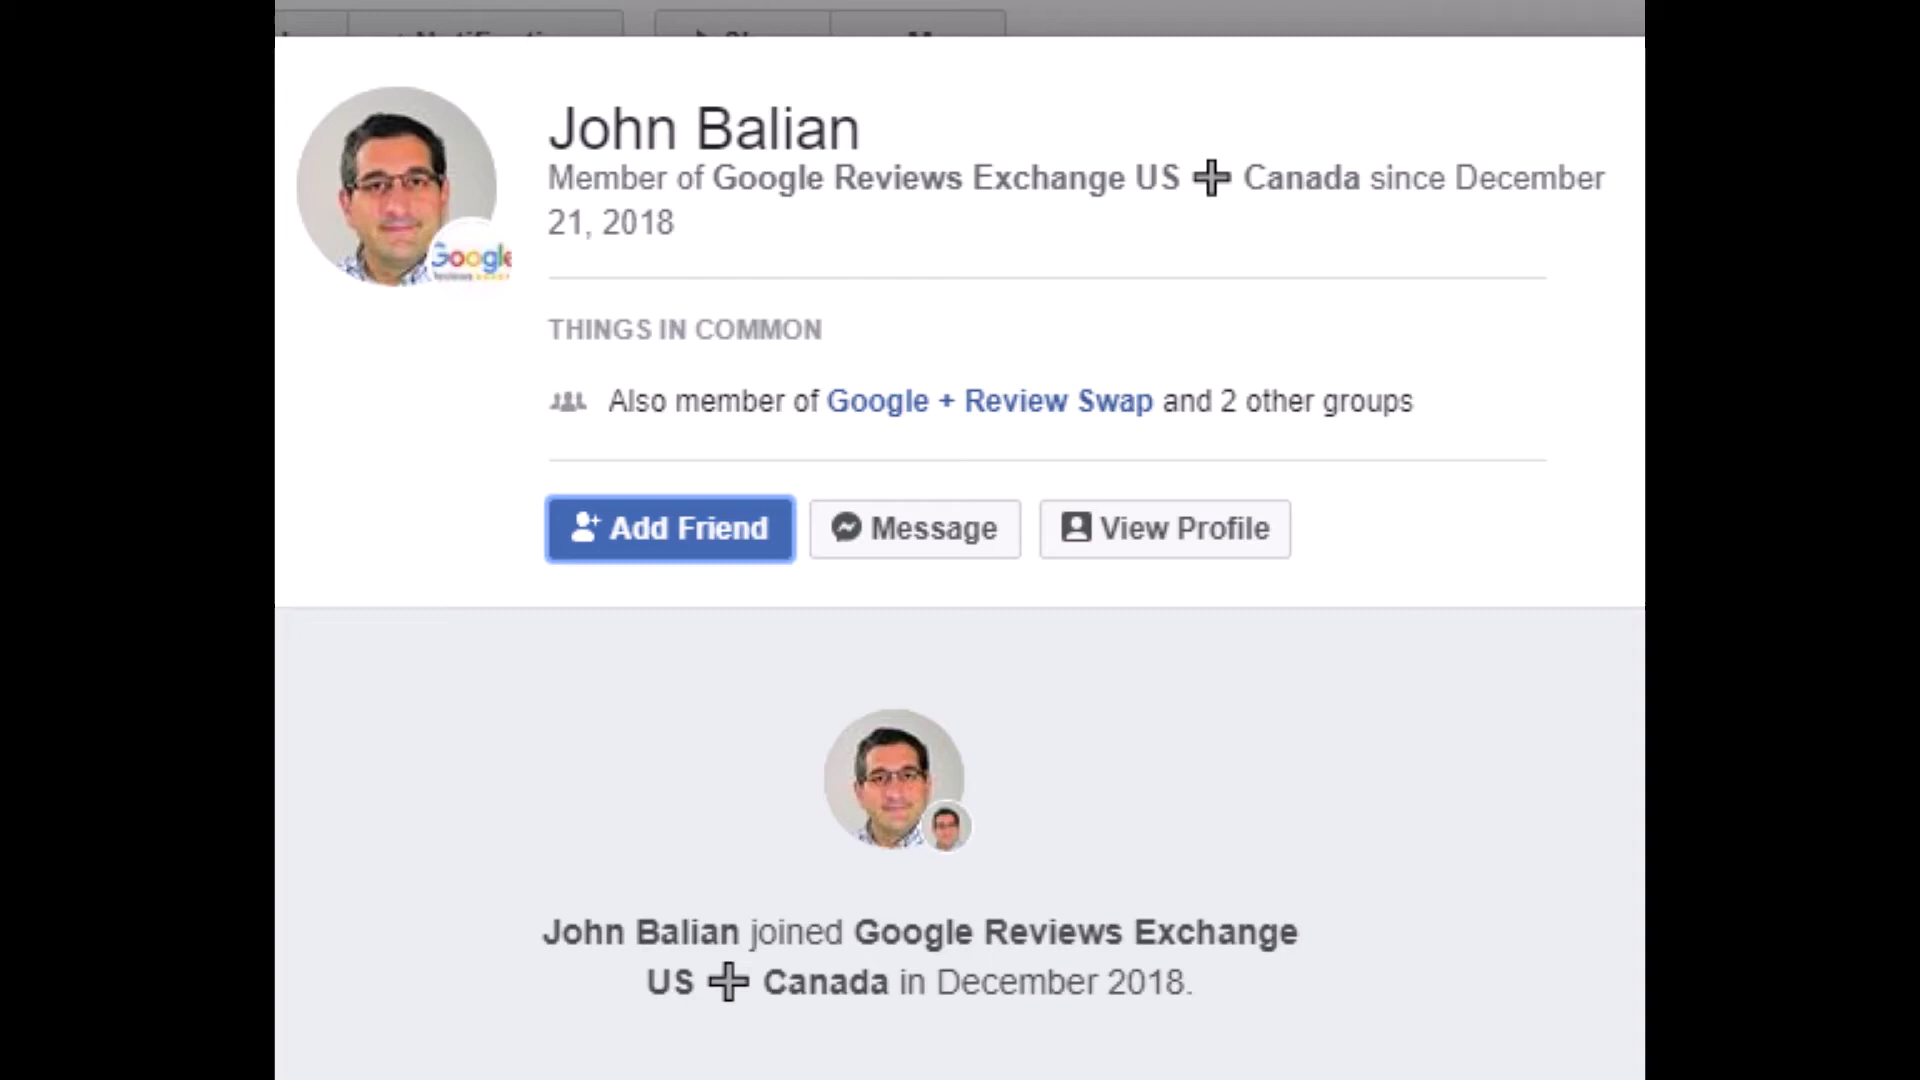 John Balian
Member of Google Reviews Exchange US ➕ Canada since December
21, 2018
Google
THINGS IN COMMON
Also member of Google + Review Swap and 2 other groups
Add Friend
Message
View Profile
John Balian joined Google Reviews Exchange
US ➕ Canada in December 2018.